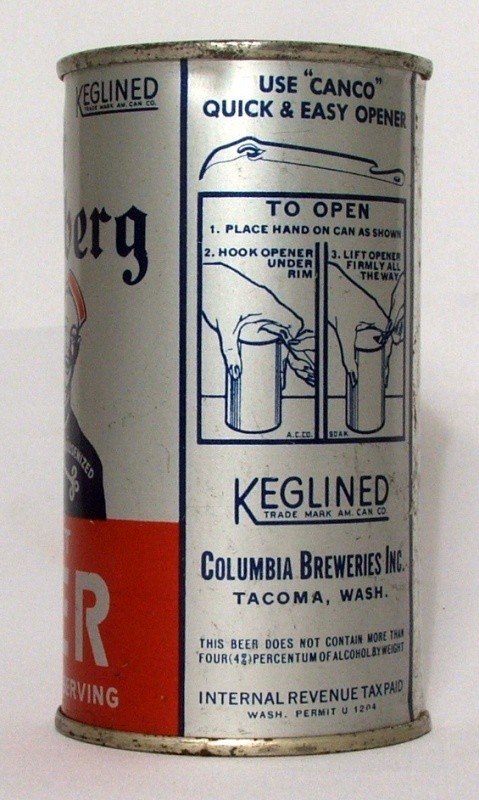 KEGLINED
TRADE MARK AM. CAN CO.
USE "CANCO"
QUICK & EASY OPENER
TO OPEN
1. PLACE HAND ON CAN AS SHOWN
2. HOOK OPENER
UNDER
RIM
3. LIFT OPENER
FIRMLY ALL
THE WAY
A.C.CO.
50 A K
KEGLINED
TRADE MARK AM. CAN CO.
COLUMBIA BREWERIES INC.
TACOMA, WASH.
THIS BEER DOES NOT CONTAIN MORE THAN
FOUR (4%) PERCENTUM OF ALCOHOL BY WEIGHT
INTERNAL REVENUE TAX PAID
WASH. PERMIT U 1204
berg
ER
ERVING